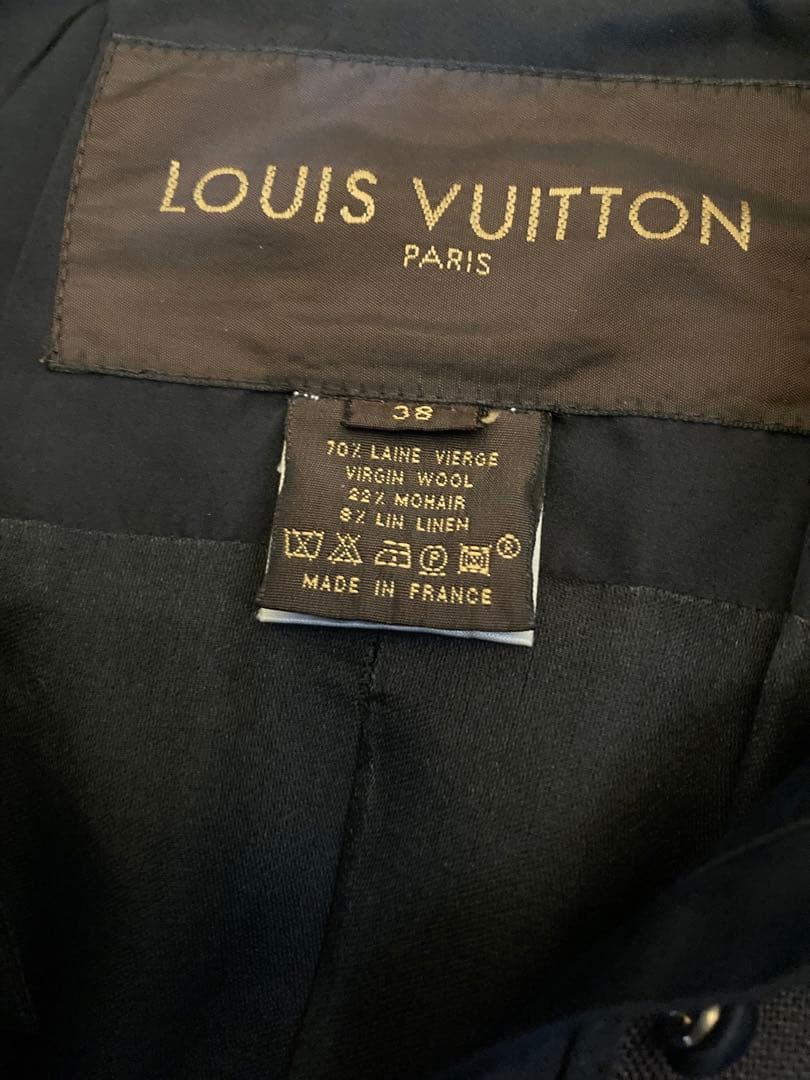 LOUIS VUITTON
PARIS
38
70% LAINE VIERGE
VIRGIN WOOL
22% MOHAIR
8% LIN LINEN
P
®
MADE IN FRANCE